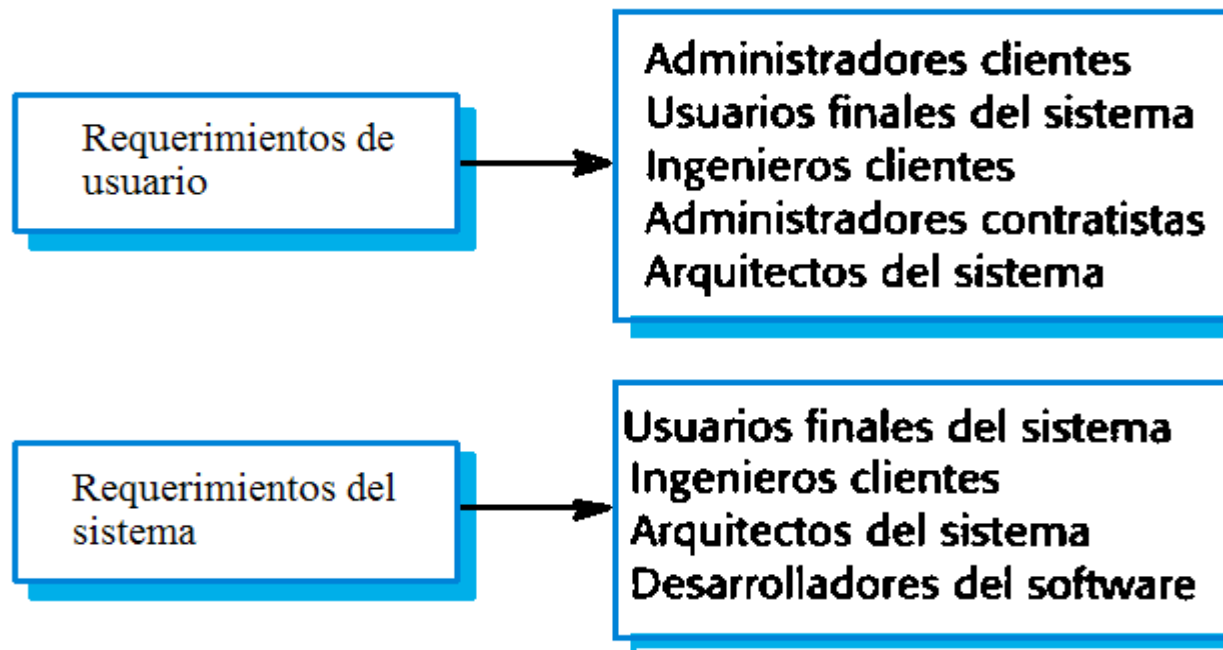 Requerimientos de
usuario
Administradores clientes
Usuarios finales del sistema
Ingenieros clientes
Administradores contratistas
Arquitectos del sistema
Requerimientos del
sistema
Usuarios finales del sistema
Ingenieros clientes
Arquitectos del sistema
Desarrolladores del software